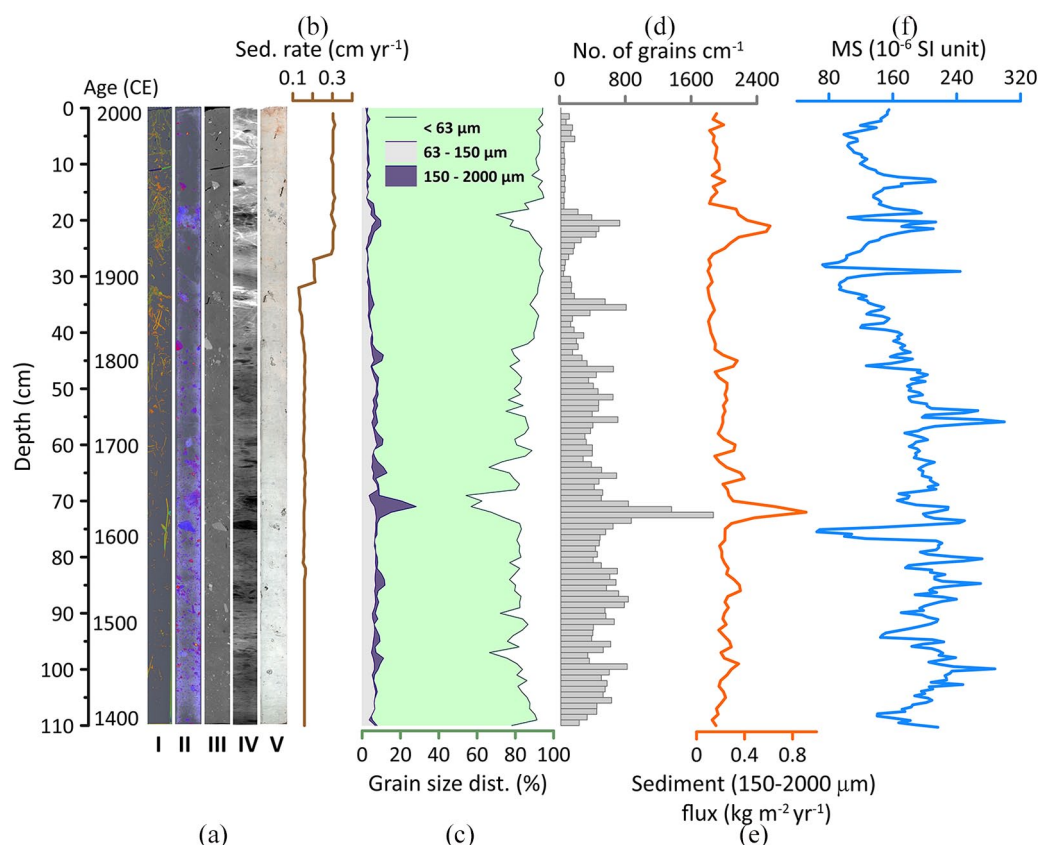 (b) (d) (f)
Sed. rate (cm yr⁻¹) No. of grains cm⁻¹ MS (10⁻⁶ SI unit)
0.1 0.3 0 800 1600 2400 80 160 240 320
Age (CE)
0 2000
< 63 µm
63 - 150 µm
150 - 2000 µm
10
20
30 1900
40
1800
50
60 1700
70
1600
80
90 1500
100
110 1400
Depth (cm)
I II III IV V
0 20 40 60 80 100 0 0.4 0.8
Grain size dist. (%) Sediment (150-2000 µm)
flux (kg m⁻² yr⁻¹)
(a) (c) (e)